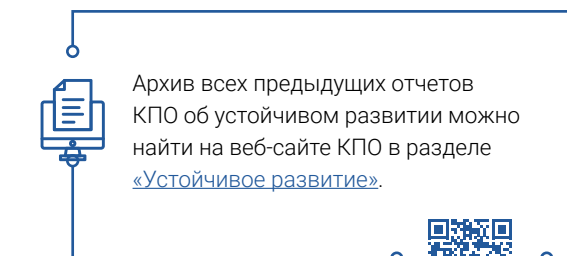 Архив всех предыдущих отчетов
КПО об устойчивом развитии можно
найти на веб-сайте КПО в разделе
«Устойчивое развитие».